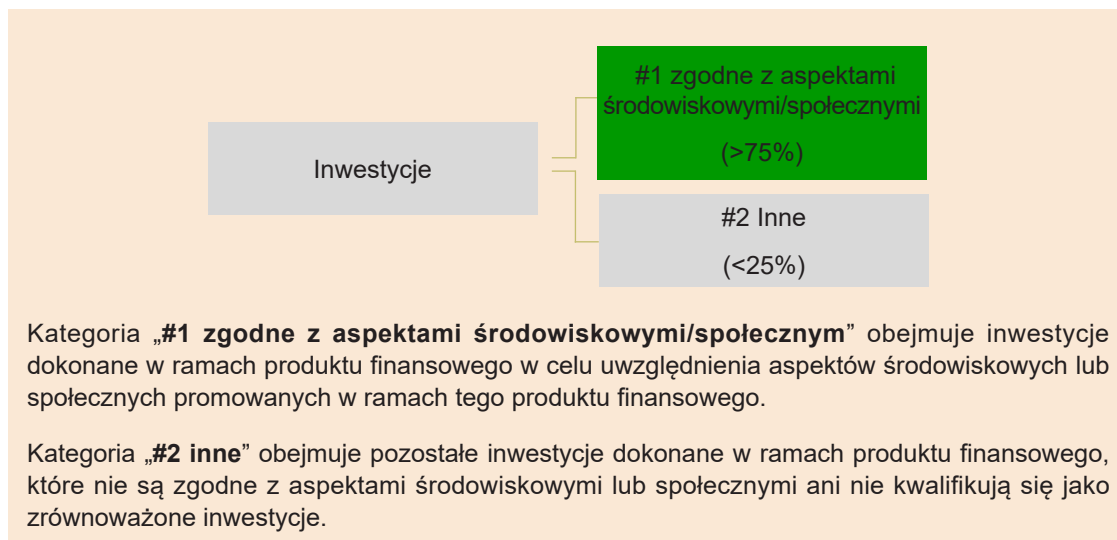 #1 zgodne z aspektami
środowiskowymi/społecznymi
(>75%)
Inwestycje
#2 Inne
(<25%)
Kategoria „#1 zgodne z aspektami środowiskowymi/społecznym” obejmuje inwestycje
dokonane w ramach produktu finansowego w celu uwzględnienia aspektów środowiskowych lub
społecznych promowanych w ramach tego produktu finansowego.
Kategoria „#2 inne” obejmuje pozostałe inwestycje dokonane w ramach produktu finansowego,
które nie są zgodne z aspektami środowiskowymi lub społecznymi ani nie kwalifikują się jako
zrównoważone inwestycje.